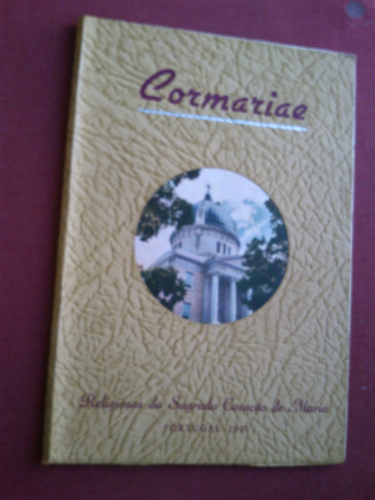 Cormariae
Religiosas do Sagrado Coração de Maria
PORTUGAL